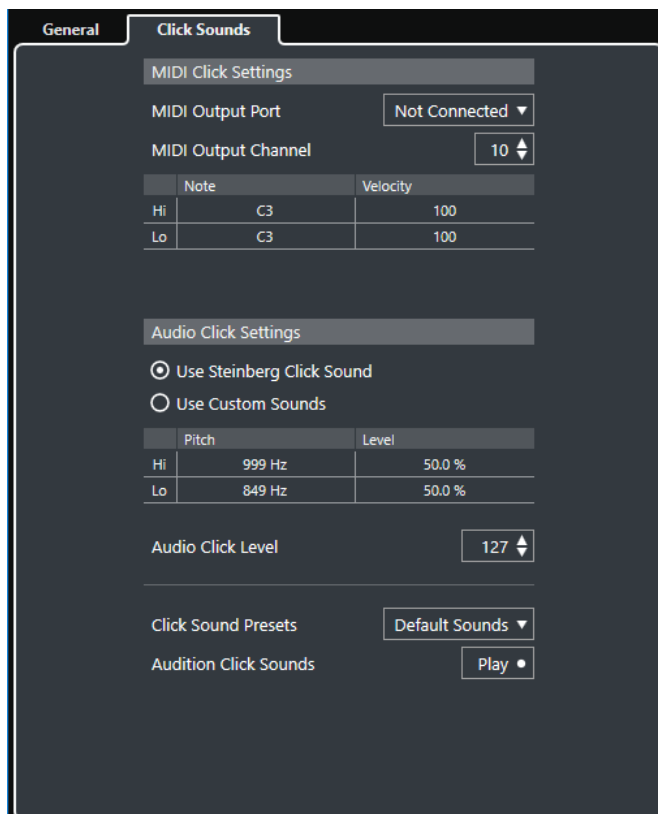 General Click Sounds
MIDI Click Settings
MIDI Output Port Not Connected
MIDI Output Channel 10
Note Velocity
Hi C3 100
Lo C3 100
Audio Click Settings
Use Steinberg Click Sound
Use Custom Sounds
Pitch Level
Hi 999 Hz 50.0 %
Lo 849 Hz 50.0 %
Audio Click Level 127
Click Sound Presets Default Sounds
Audition Click Sounds Play